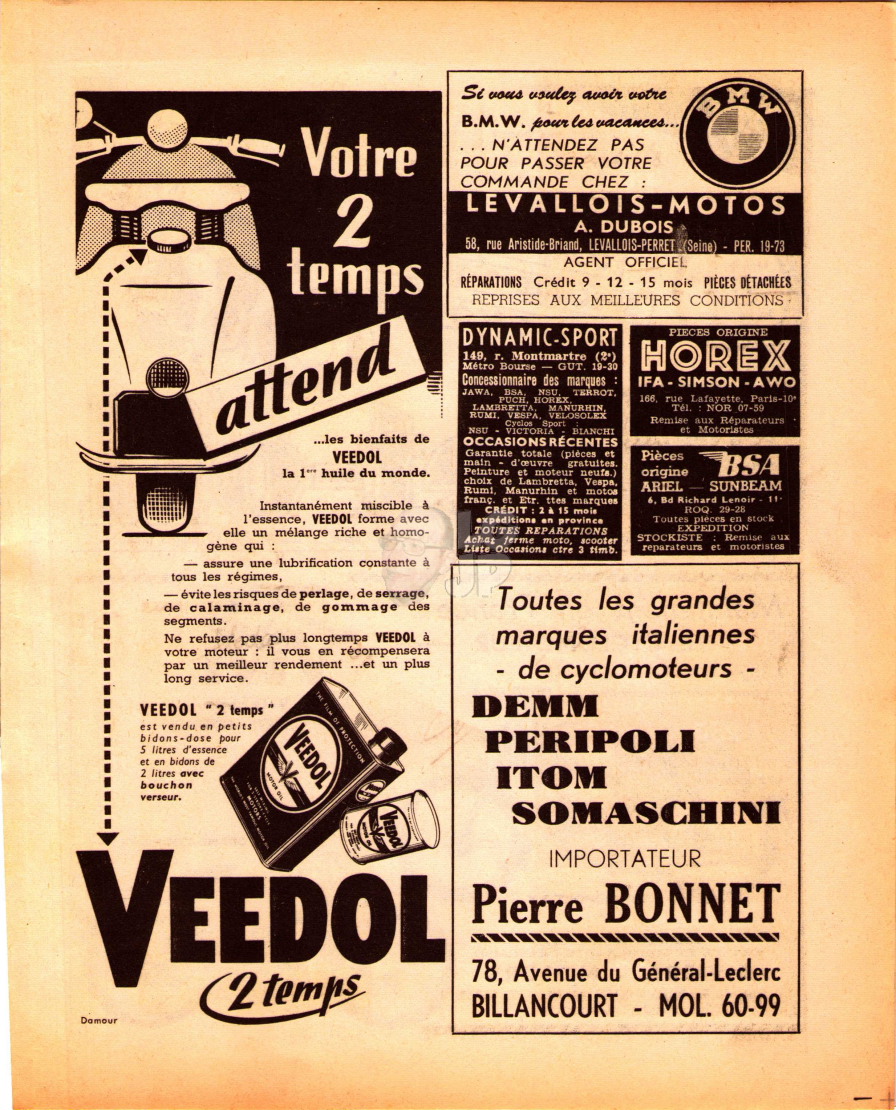 Votre
2
temps
attend
...les bienfaits de
VEEDOL
la 1ere huile du monde.
Instantanément miscible à
l'essence, VEEDOL forme avec
elle un mélange riche et homo-
gène qui :
— assure une lubrification constante à
tous les régimes,
— évite les risques de perlage, de serrage,
de calaminage, de gommage des
segments.
Ne refusez pas plus longtemps VEEDOL à
votre moteur : il vous en récompensera
par un meilleur rendement ...et un plus
long service.
VEEDOL " 2 temps "
est vendu en petits
bidons-dose pour
5 litres d'essence
et en bidons de
2 litres avec
bouchon
verseur.
THE FILM OF PROTECTION
VEEDOL
MOTOR OIL
VEEDOL
VEEDOL
2 temps
Damour
Si vous voulez avoir votre
B.M.W. pour les vacances...
BMW
... N'ATTENDEZ PAS
POUR PASSER VOTRE
COMMANDE CHEZ :
LEVALLOIS-MOTOS
A. DUBOIS
58, rue Aristide-Briand, LEVALLOIS-PERRET (Seine) - PER. 19-73
AGENT OFFICIEL
RÉPARATIONS Crédit 9 - 12 - 15 mois PIÈCES DÉTACHÉES
REPRISES AUX MEILLEURES CONDITIONS
DYNAMIC-SPORT
149, r. Montmartre (2e)
Métro Bourse — GUT. 19-30
Concessionnaire des marques :
JAWA, BSA, NSU, TERROT,
PUCH, HOREX,
LAMBRETTA, MANURHIN,
RUMI, VESPA, VELOSOLEX
Cyclos Sport :
NSU - VICTORIA - BIANCHI
OCCASIONS RÉCENTES
Garantie totale (pièces et
main - d'œuvre gratuites.
Peinture et moteur neufs.)
choix de Lambretta, Vespa,
Rumi, Manurhin et motos
franç. et Etr. ttes marques
CRÉDIT : 2 à 15 mois
expéditions en province
TOUTES REPARATIONS
Achat ferme moto, scooter
Liste Occasions ctre 3 timb.
PIECES ORIGINE
HOREX
IFA - SIMSON - AWO
166, rue Lafayette, Paris-10e
Tél. : NOR 07-59
Remise aux Réparateurs
et Motoristes
Pièces
origine BSA
ARIEL — SUNBEAM
6, Bd Richard Lenoir - 11e
ROQ. 29-28
Toutes pièces en stock
EXPEDITION
STOCKISTE : Remise aux
reparateurs et motoristes
JP
Toutes les grandes
marques italiennes
- de cyclomoteurs -
DEMM
PERIPOLI
ITOM
SOMASCHINI
IMPORTATEUR
Pierre BONNET
78, Avenue du Général-Leclerc
BILLANCOURT - MOL. 60-99